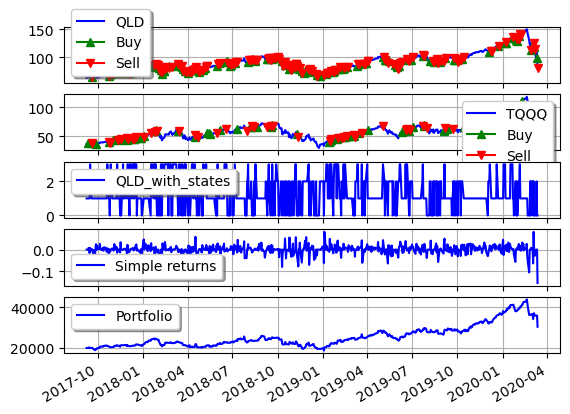 150
100
QLD
Buy
Sell
100
50
TQQQ
Buy
Sell
2
0
QLD_with_states
0.0
−0.1
Simple returns
40000
20000
Portfolio
2017-10
2018-01
2018-04
2018-07
2018-10
2019-01
2019-04
2019-07
2019-10
2020-01
2020-04